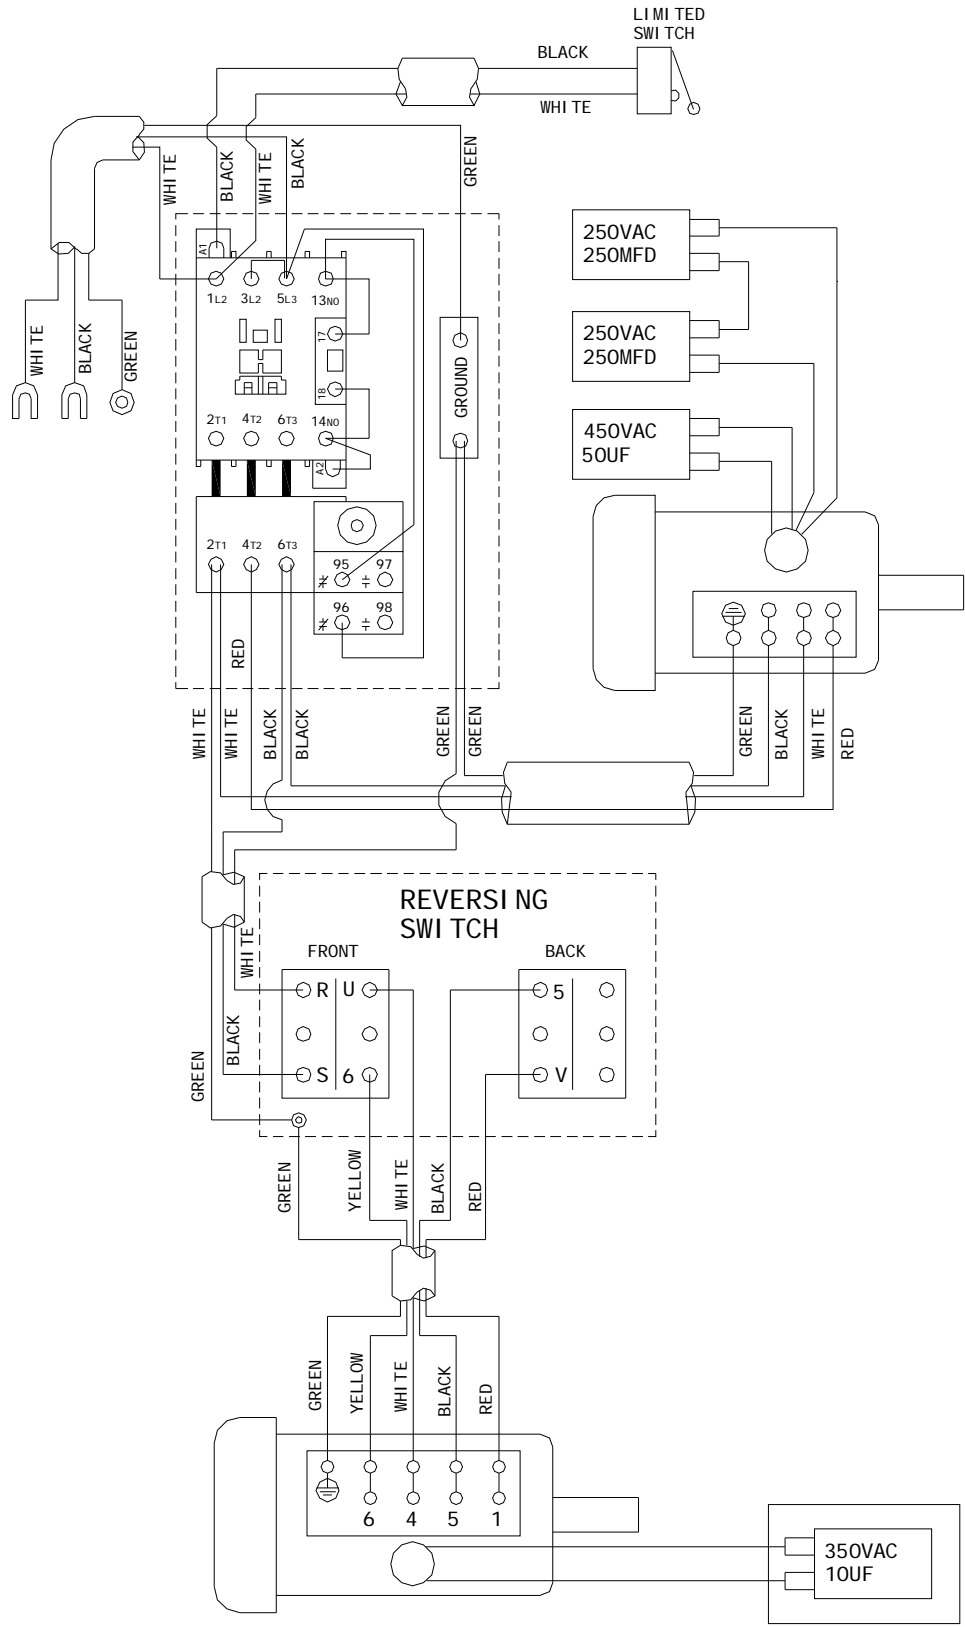 LIMITED
SWITCH
BLACK
WHITE
WHITE
BLACK
WHITE
BLACK
GREEN
A1
1L2
3L2
5L3
13NO
250VAC
250MFD
WHITE
BLACK
GREEN
17
18
GROUND
250VAC
250MFD
2T1
4T2
6T3
14NO
A2
450VAC
50UF
2T1
4T2
6T3
95
97
96
98
RED
WHITE
WHITE
BLACK
BLACK
GREEN
GREEN
GREEN
BLACK
WHITE
RED
REVERSING
SWITCH
FRONT
BACK
WHITE
R U
5
BLACK
GREEN
S 6
V
GREEN
YELLOW
WHITE
BLACK
RED
GREEN
YELLOW
WHITE
BLACK
RED
6 4 5 1
350VAC
10UF